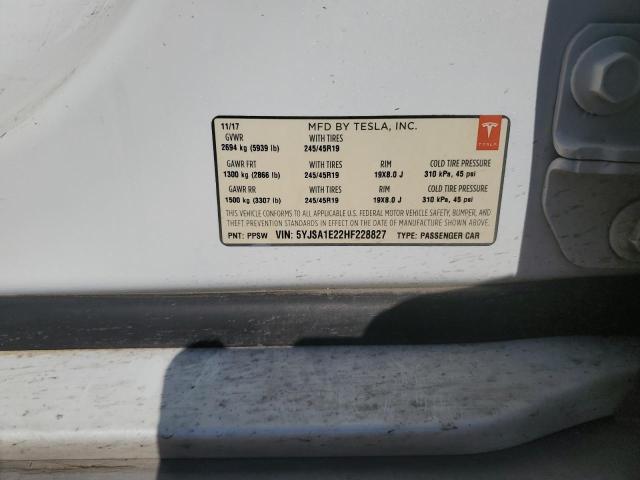 11/17 MFD BY TESLA, INC.
GVWR WITH TIRES
2694 kg (5939 lb) 245/45R19
GAWR FRT WITH TIRES RIM COLD TIRE PRESSURE
1300 kg (2866 lb) 245/45R19 19X8.0 J 310 kPa, 45 psi
GAWR RR WITH TIRES RIM COLD TIRE PRESSURE
1500 kg (3307 lb) 245/45R19 19X8.0 J 310 kPa, 45 psi
THIS VEHICLE CONFORMS TO ALL APPLICABLE U.S. FEDERAL MOTOR VEHICLE SAFETY, BUMPER, AND
THEFT PREVENTION STANDARDS IN EFFECT ON THE DATE OF MANUFACTURE SHOWN ABOVE.
PNT: PPSW VIN: 5YJSA1E22HF228827 TYPE: PASSENGER CAR
TESLA